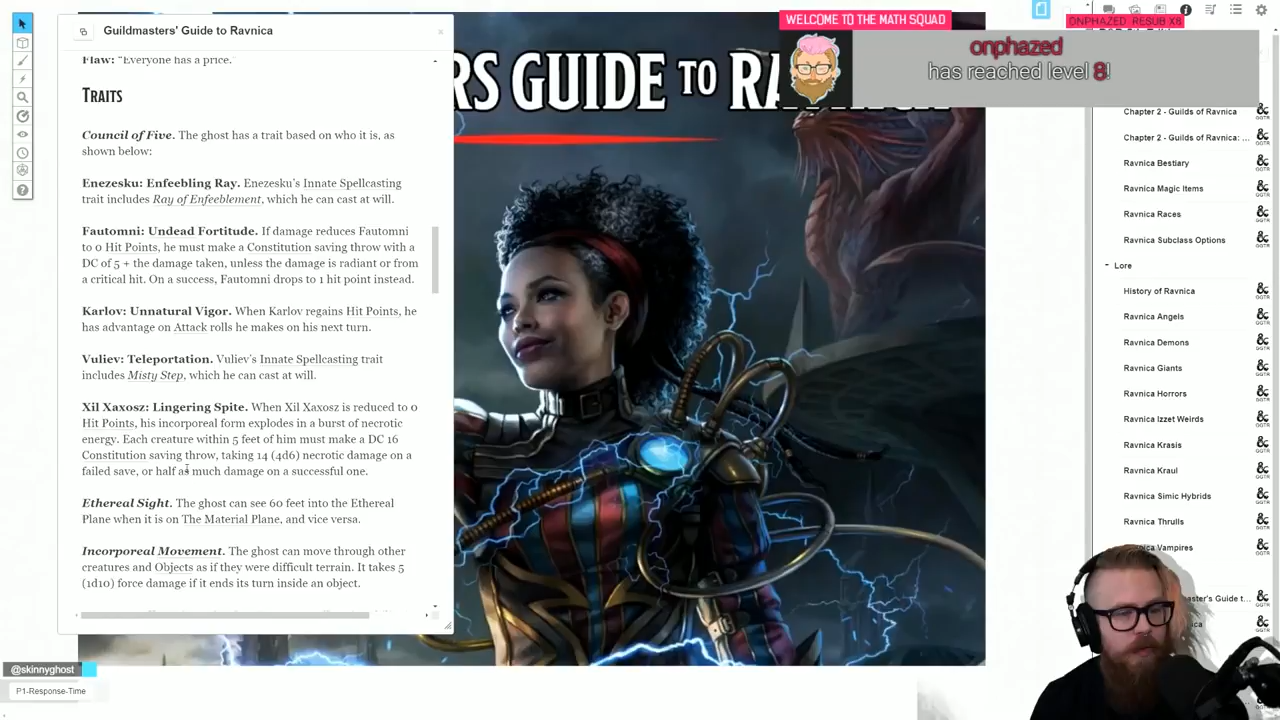 Guildmasters' Guide to Ravnica
Flaw: "Everyone has a price.
TRAITS
Council of Five. The ghost has a trait based on who it is, as
shown below:
Enezesku: Enfeebling Ray. Enezesku's Innate Spellcasting
trait includes Ray of Enfeeblement, which he can cast at will.
Fautomni: Undead Fortitude. If damage reduces Fautomni
to 0 Hit Points, he must make a Constitution saving throw with a
DC of 5 + the damage taken, unless the damage is radiant or from
a critical hit. On a success, Fautomni drops to 1 hit point instead.
Karlov: Unnatural Vigor. When Karlov regains Hit Points, he
has advantage on Attack rolls he makes on his next turn.
Vuliev: Teleportation. Vuliev's Innate Spellcasting trait
includes Misty Step, which he can cast at will.
Xil Xaxosz: Lingering Spite. When Xil Xaxosz is reduced to 0
Hit Points, his incorporeal form explodes in a burst of necrotic
energy. Each creature within 5 feet of him must make a DC 16
Constitution saving throw, taking 14 (4d6) necrotic damage on a
failed save, or half as much damage on a successful one.
Ethereal Sight. The ghost can see 60 feet into the Ethereal
Plane when it is on The Material Plane, and vice versa.
Incorporeal Movement. The ghost can move through other
creatures and Objects as if they were difficult terrain. It takes 5
(1d10) force damage if it ends its turn inside an object.
RS GUIDE TO RA
WELCOME TO THE MATH SQUAD
ONPHAZED RESUB X8
onphazed
has reached level 8!
Chapter 2 - Guilds of Ravnica
Chapter 2 - Guilds of Ravnica: ...
Ravnica Bestiary
Ravnica Magic Items
Ravnica Races
Ravnica Subclass Options
Lore
History of Ravnica
Ravnica Angels
Ravnica Demons
Ravnica Giants
Ravnica Horrors
Ravnica Izzet Weirds
Ravnica Krasis
Ravnica Kraul
Ravnica Simic Hybrids
Ravnica Thrulls
Ravnica Vampires
aster's Guide t...
ica
@skinnyghost
P1-Response-Time